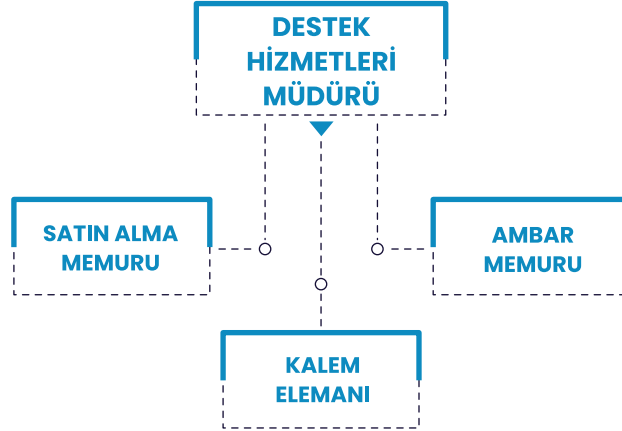 DESTEK
HİZMETLERİ
MÜDÜRÜ
SATIN ALMA
MEMURU
AMBAR
MEMURU
KALEM
ELEMANI